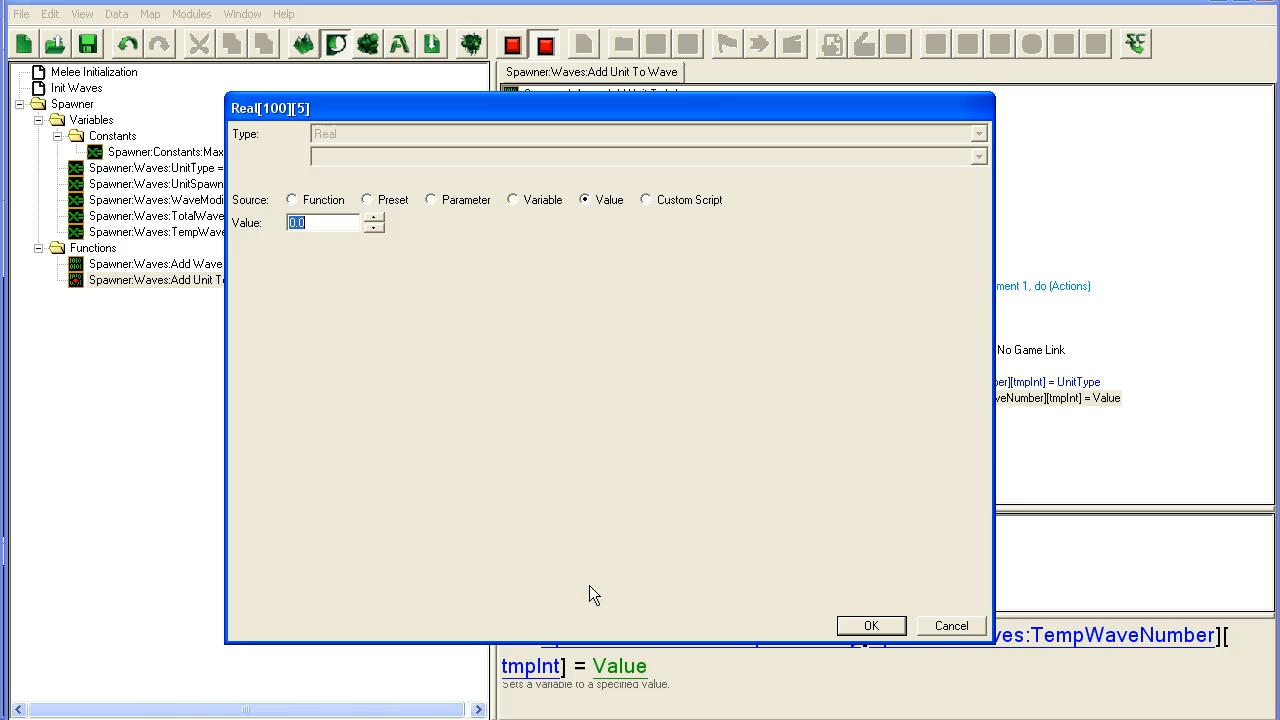 File Edit View Data Map Modules Window Help
Melee Initialization
Init Waves
Spawner
Variables
Constants
Spawner:Constants:Max
Spawner:Waves:UnitType =
Spawner:Waves:UnitSpawn
Spawner:Waves:WaveModi
Spawner:Waves:TotalWave
Spawner:Waves:TempWave
Functions
Spawner:Waves:Add Wave
Spawner:Waves:Add Unit T
Spawner:Waves:Add Unit To Wave
Real[100][5]
Type: Real
Source: Function Preset Parameter Variable Value Custom Script
Value: 0.0
OK Cancel
ment 1, do (Actions)
No Game Link
er][tmpInt] = UnitType
veNumber][tmpInt] = Value
ves:TempWaveNumber][
tmpInt] = Value
Sets a variable to a specified value.